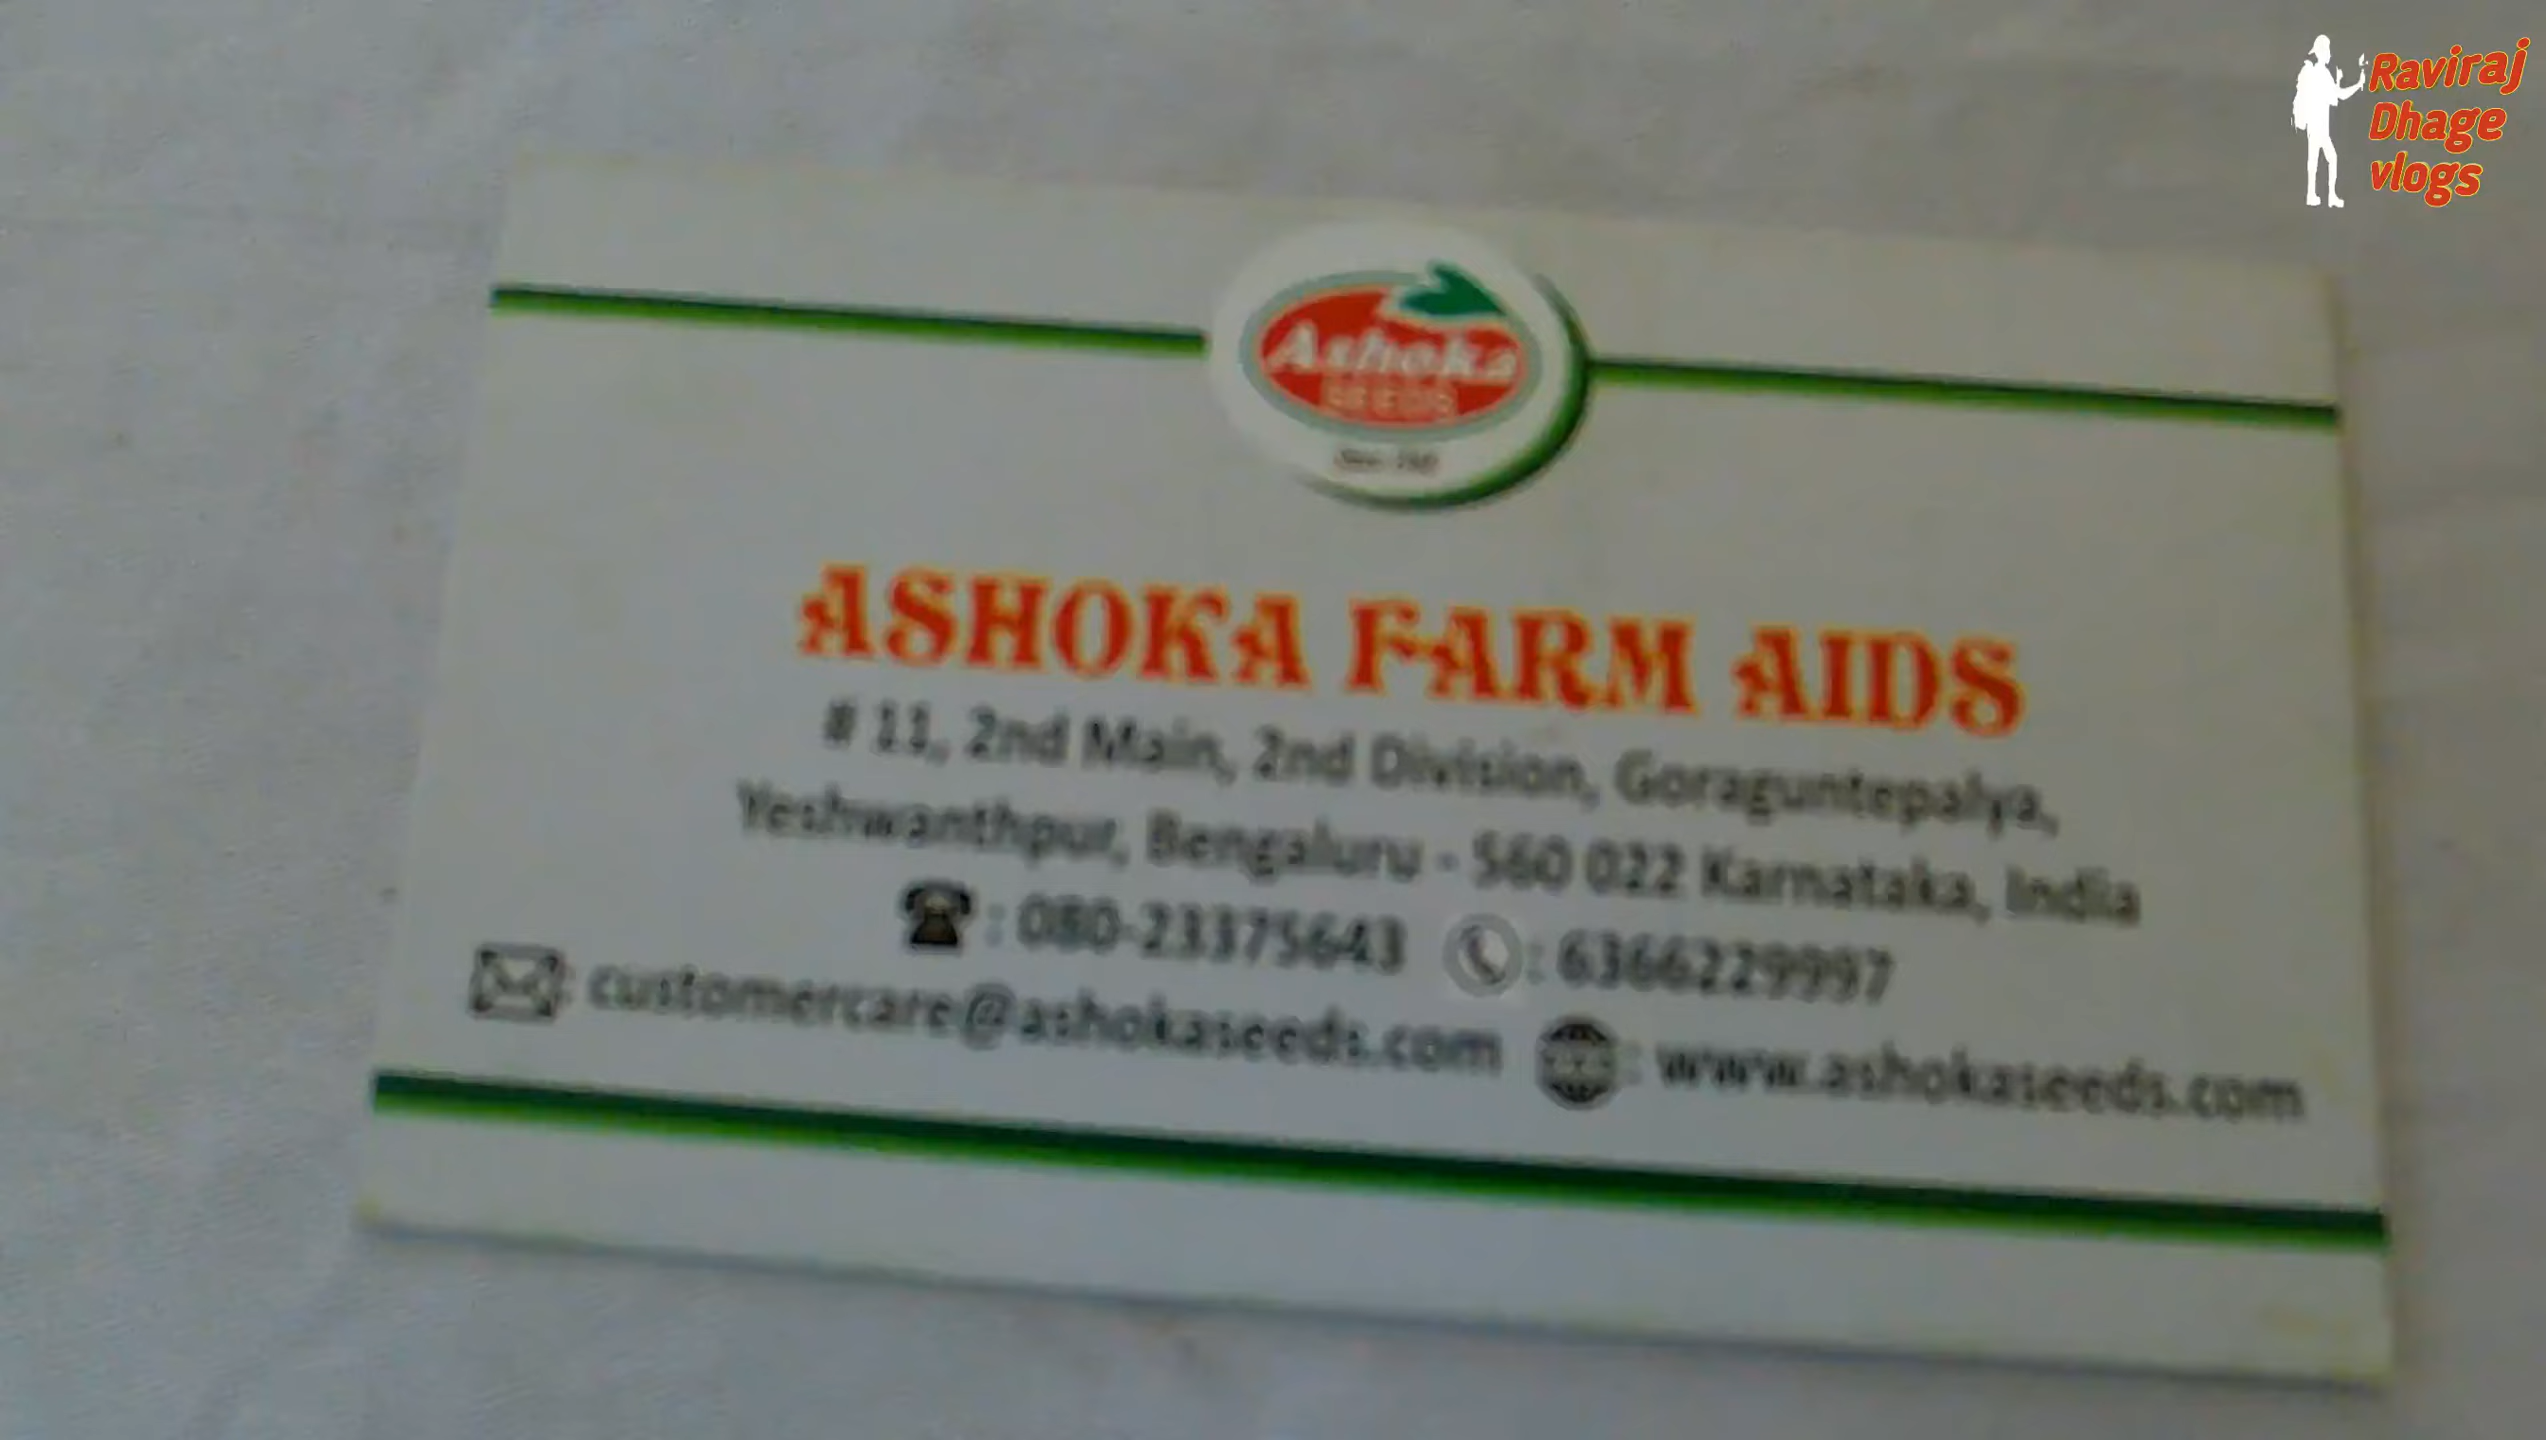 Raviraj
Dhage
vlogs
Ashoka
SEEDS
ASHOKA FARM AIDS
# 11, 2nd Main, 2nd Division, Goraguntepalya,
Yeshwanthpur, Bengaluru - 560 022 Karnataka, India
: 080-23375643 : 6366229997
: customercare@ashokaseeds.com : www.ashokaseeds.com